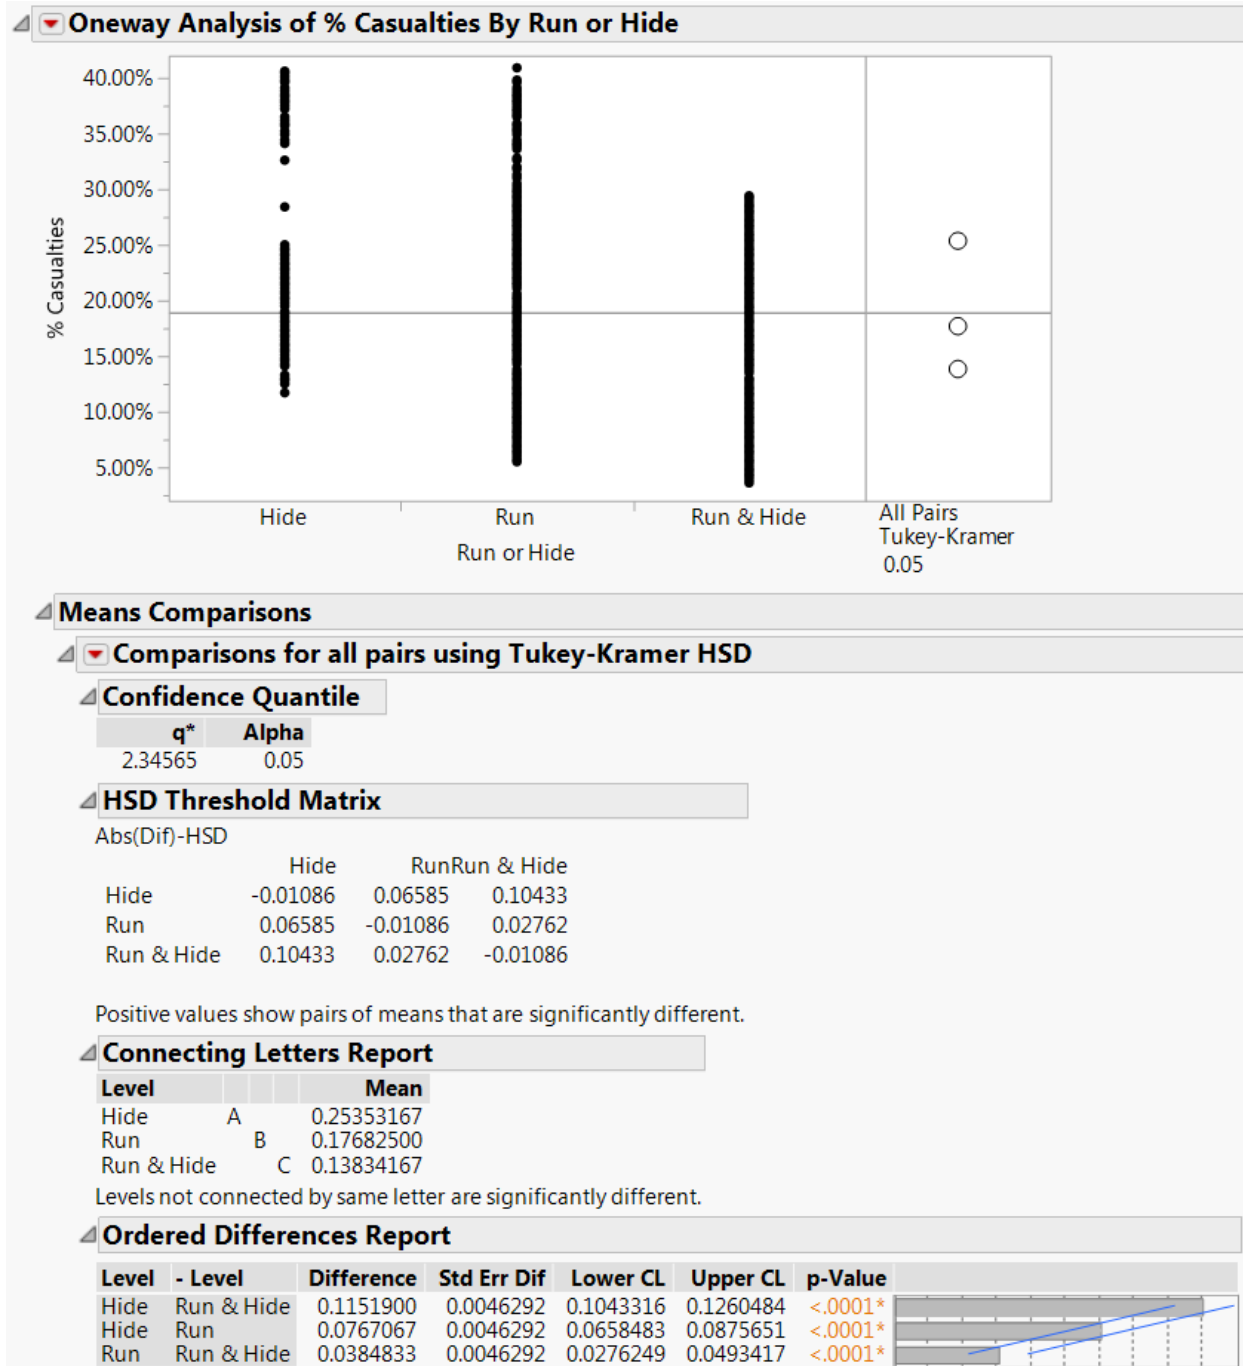 Oneway Analysis of % Casualties By Run or Hide
40.00%
35.00%
30.00%
25.00%
20.00%
15.00%
10.00%
5.00%
% Casualties
Hide Run Run & Hide All Pairs
Tukey-Kramer
0.05
Run or Hide
Means Comparisons
Comparisons for all pairs using Tukey-Kramer HSD
Confidence Quantile
q* Alpha
2.34565 0.05
HSD Threshold Matrix
Abs(Dif)-HSD
Hide RunRun & Hide
Hide -0.01086 0.06585 0.10433
Run 0.06585 -0.01086 0.02762
Run & Hide 0.10433 0.02762 -0.01086
Positive values show pairs of means that are significantly different.
Connecting Letters Report
Level Mean
Hide A 0.25353167
Run B 0.17682500
Run & Hide C 0.13834167
Levels not connected by same letter are significantly different.
Ordered Differences Report
Level - Level Difference Std Err Dif Lower CL Upper CL p-Value
Hide Run & Hide 0.1151900 0.0046292 0.1043316 0.1260484 <.0001*
Hide Run 0.0767067 0.0046292 0.0658483 0.0875651 <.0001*
Run Run & Hide 0.0384833 0.0046292 0.0276249 0.0493417 <.0001*